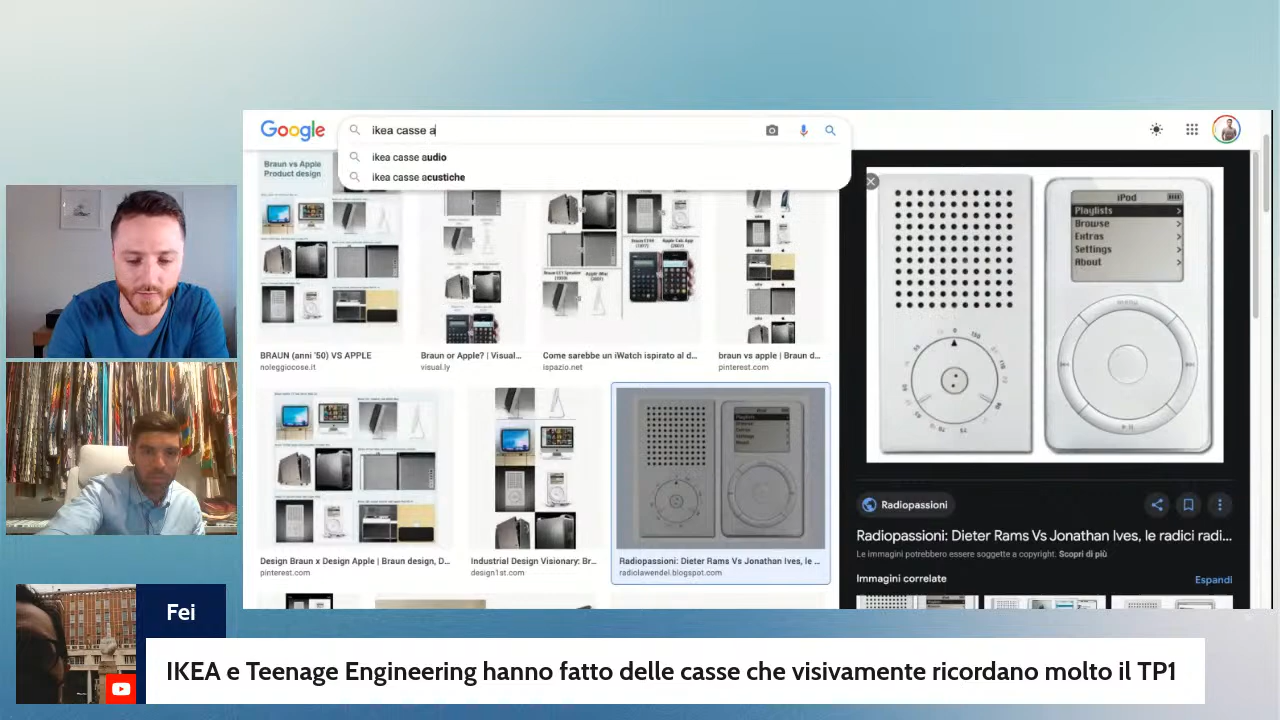 Google
ikea casse a
ikea casse audio
ikea casse acustiche
Braun vs Apple
Product design
BRAUN (anni '50) VS APPLE
noleggiocose.it
Braun or Apple? | Visual...
visual.ly
Come sarebbe un iWatch ispirato al d...
ispazio.net
braun vs apple | Braun d...
pinterest.com
Design Braun x Design Apple | Braun design, D...
pinterest.com
Industrial Design Visionary: Br...
design1st.com
Radiopassioni: Dieter Rams Vs Jonathan Ives, le ...
radiolawendel.blogspot.com
iPod
Playlists
Browse
Extras
Settings
About
menu
Radiopassioni
Radiopassioni: Dieter Rams Vs Jonathan Ives, le radici radi...
Le immagini potrebbero essere soggette a copyright. Scopri di più
Immagini correlate
Espandi
Fei
IKEA e Teenage Engineering hanno fatto delle casse che visivamente ricordano molto il TP1